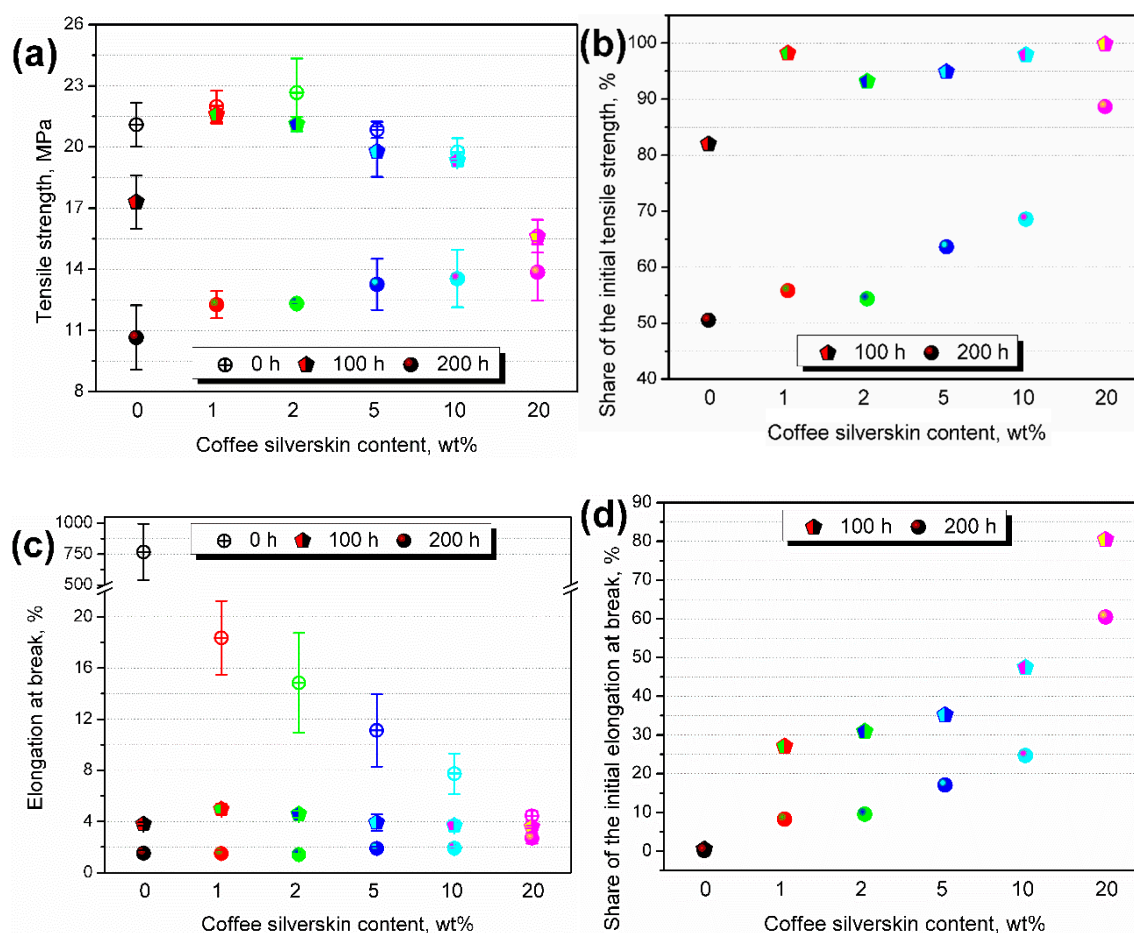 (a)
Tensile strength, MPa
26
23
20
17
14
11
8
0 h 100 h 200 h
0 1 2 5 10 20
Coffee silverskin content, wt%
(b)
Share of the initial tensile strength, %
100
90
80
70
60
50
40
100 h 200 h
0 1 2 5 10 20
Coffee silverskin content, wt%
(c)
Elongation at break, %
1000
750
500
20
16
12
8
4
0
0 h 100 h 200 h
0 1 2 5 10 20
Coffee silverskin content, wt%
(d)
Share of the initial elongation at break, %
90
80
70
60
50
40
30
20
10
0
100 h 200 h
0 1 2 5 10 20
Coffee silverskin content, wt%